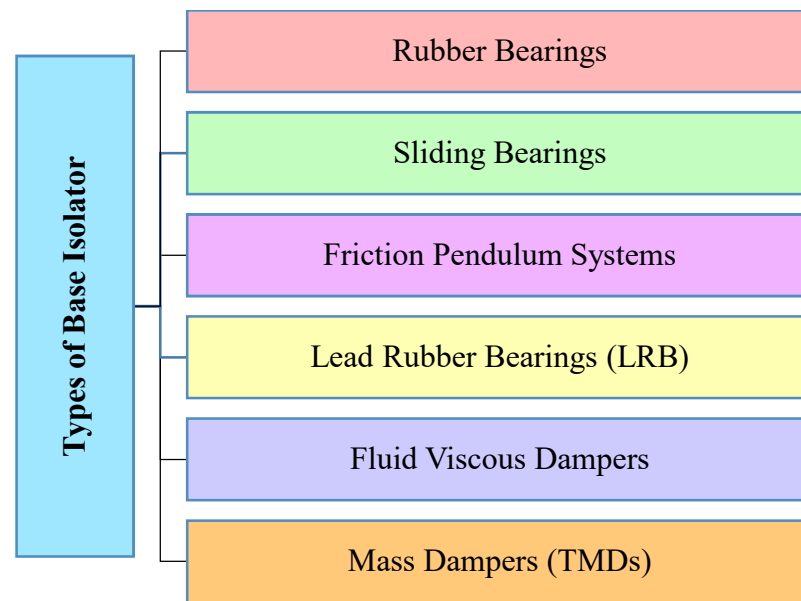 Types of Base Isolator
Rubber Bearings
Sliding Bearings
Friction Pendulum Systems
Lead Rubber Bearings (LRB)
Fluid Viscous Dampers
Mass Dampers (TMDs)